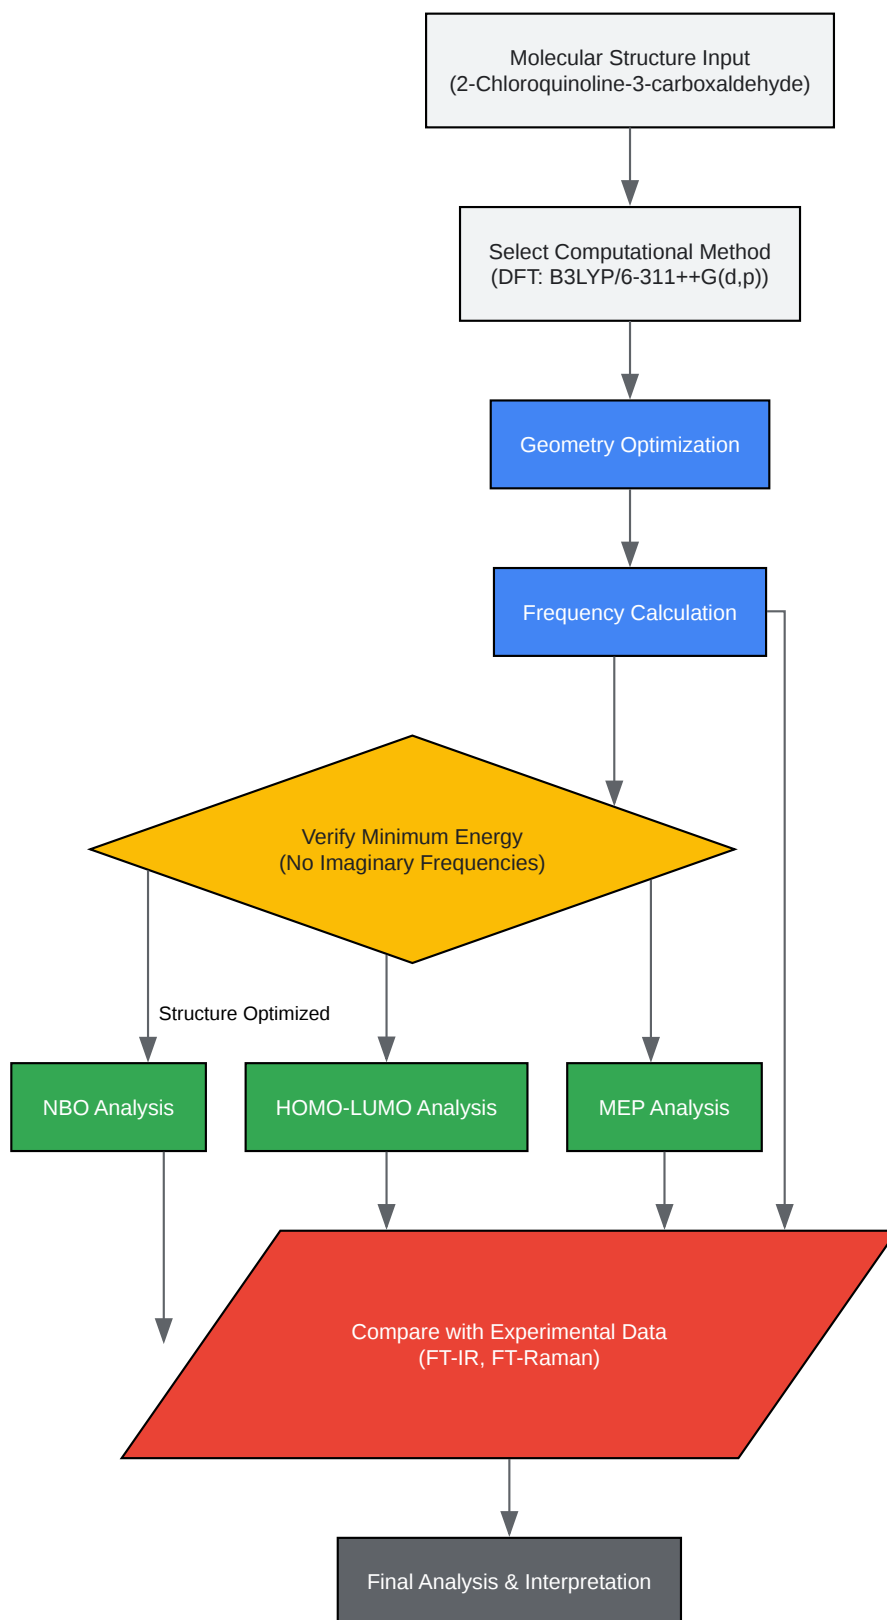 Molecular Structure Input
(2-Chloroquinoline-3-carboxaldehyde)
Select Computational Method
(DFT: B3LYP/6-311++G(d,p))
Geometry Optimization
Frequency Calculation
Verify Minimum Energy
(No Imaginary Frequencies)
Structure Optimized
NBO Analysis
HOMO-LUMO Analysis
MEP Analysis
Compare with Experimental Data
(FT-IR, FT-Raman)
Final Analysis & Interpretation